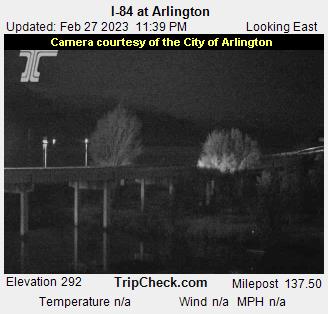 I-84 at Arlington
Updated: Feb 27 2023 11:39 PM Looking East
Camera courtesy of the City of Arlington
Elevation 292 TripCheck.com Milepost 137.50
Temperature n/a Wind n/a MPH n/a